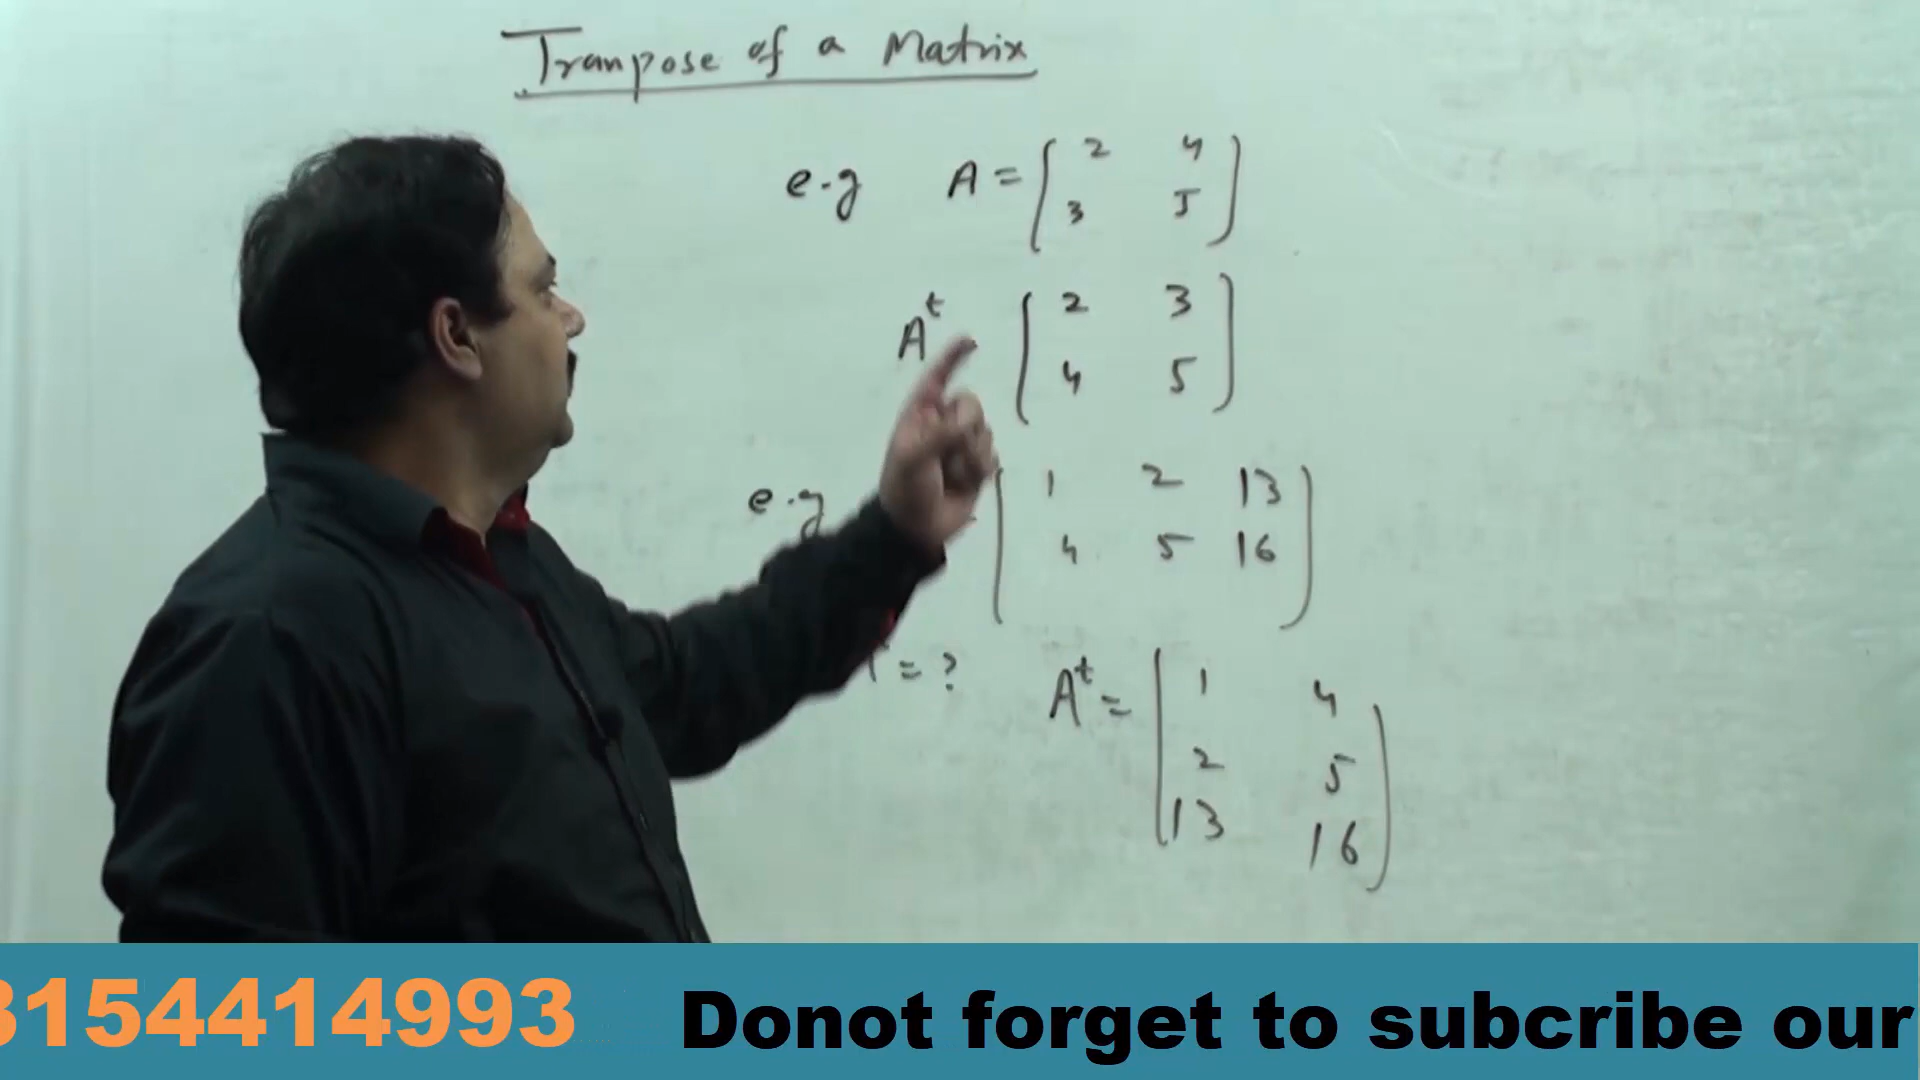 Tranpose of a Matrix
e.g A = 2 4
3 5
A^t 2 3
4 5
e.g 1 2 13
4 5 16
= ? A^t = 1 4
2 5
13 16
3154414993 Donot forget to subcribe our